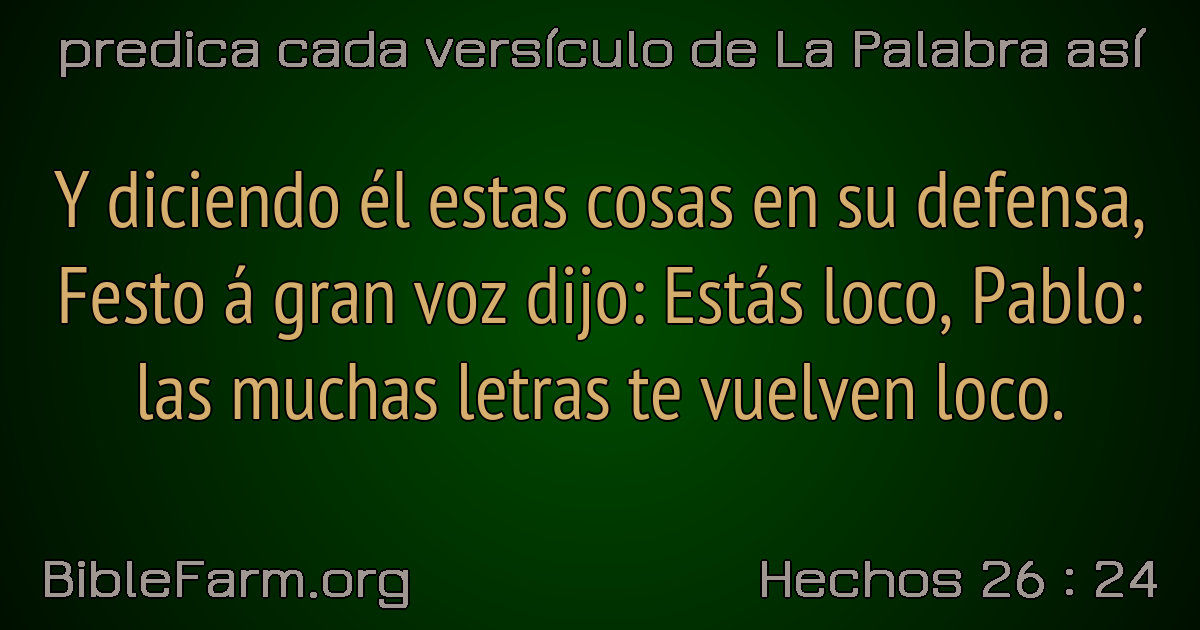 predica cada versículo de La Palabra así
Y diciendo él estas cosas en su defensa,
Festo á gran voz dijo: Estás loco, Pablo:
las muchas letras te vuelven loco.
BibleFarm.org
Hechos 26 : 24